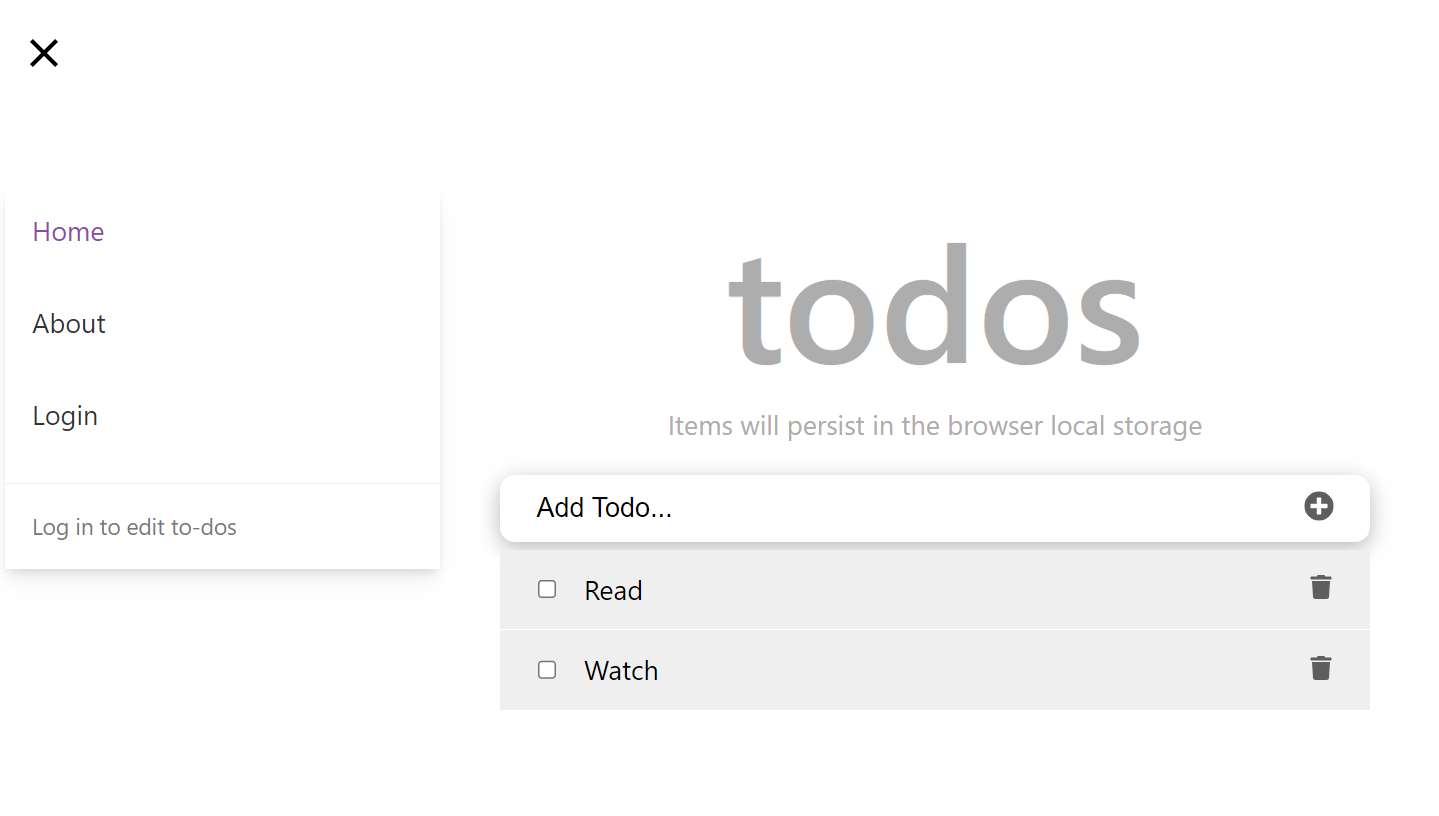 Home
About
Login
Log in to edit to-dos
todos
Items will persist in the browser local storage
Add Todo...
Read
Watch